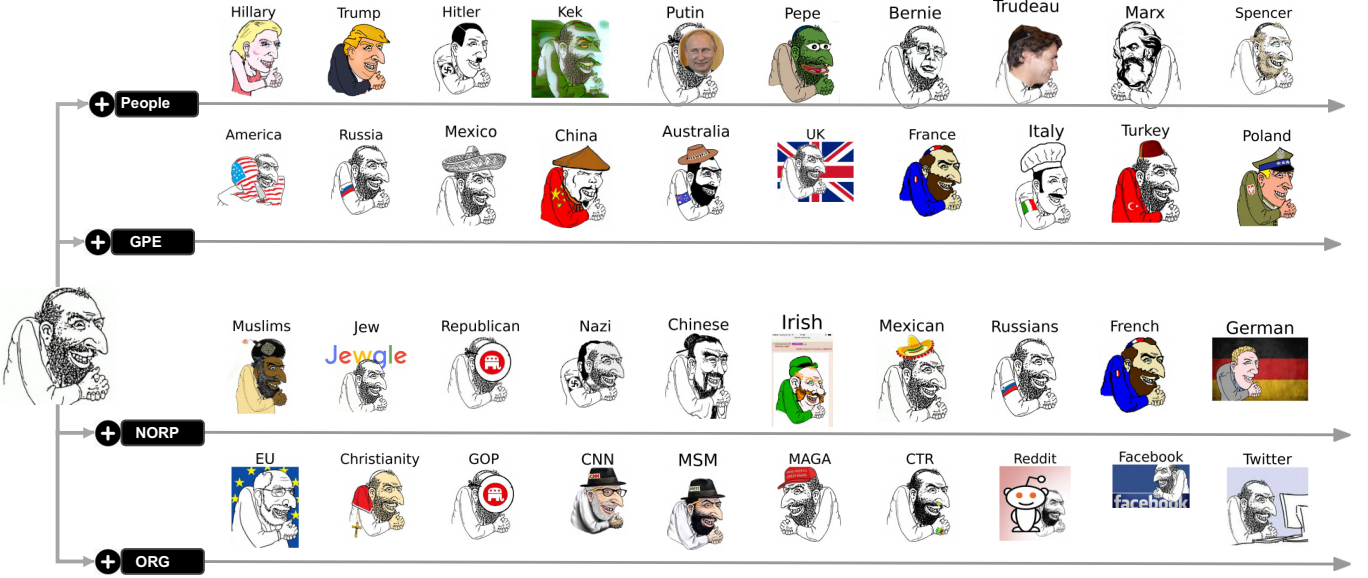 Hillary Trump Hitler Kek Putin Pepe Bernie Trudeau Marx Spencer
People
America Russia Mexico China Australia UK France Italy Turkey Poland
GPE
Muslims Jew Republican Nazi Chinese Irish Mexican Russians French German
Jewgle
NORP
EU Christianity GOP CNN MSM MAGA CTR Reddit Facebook Twitter
facebook
ORG